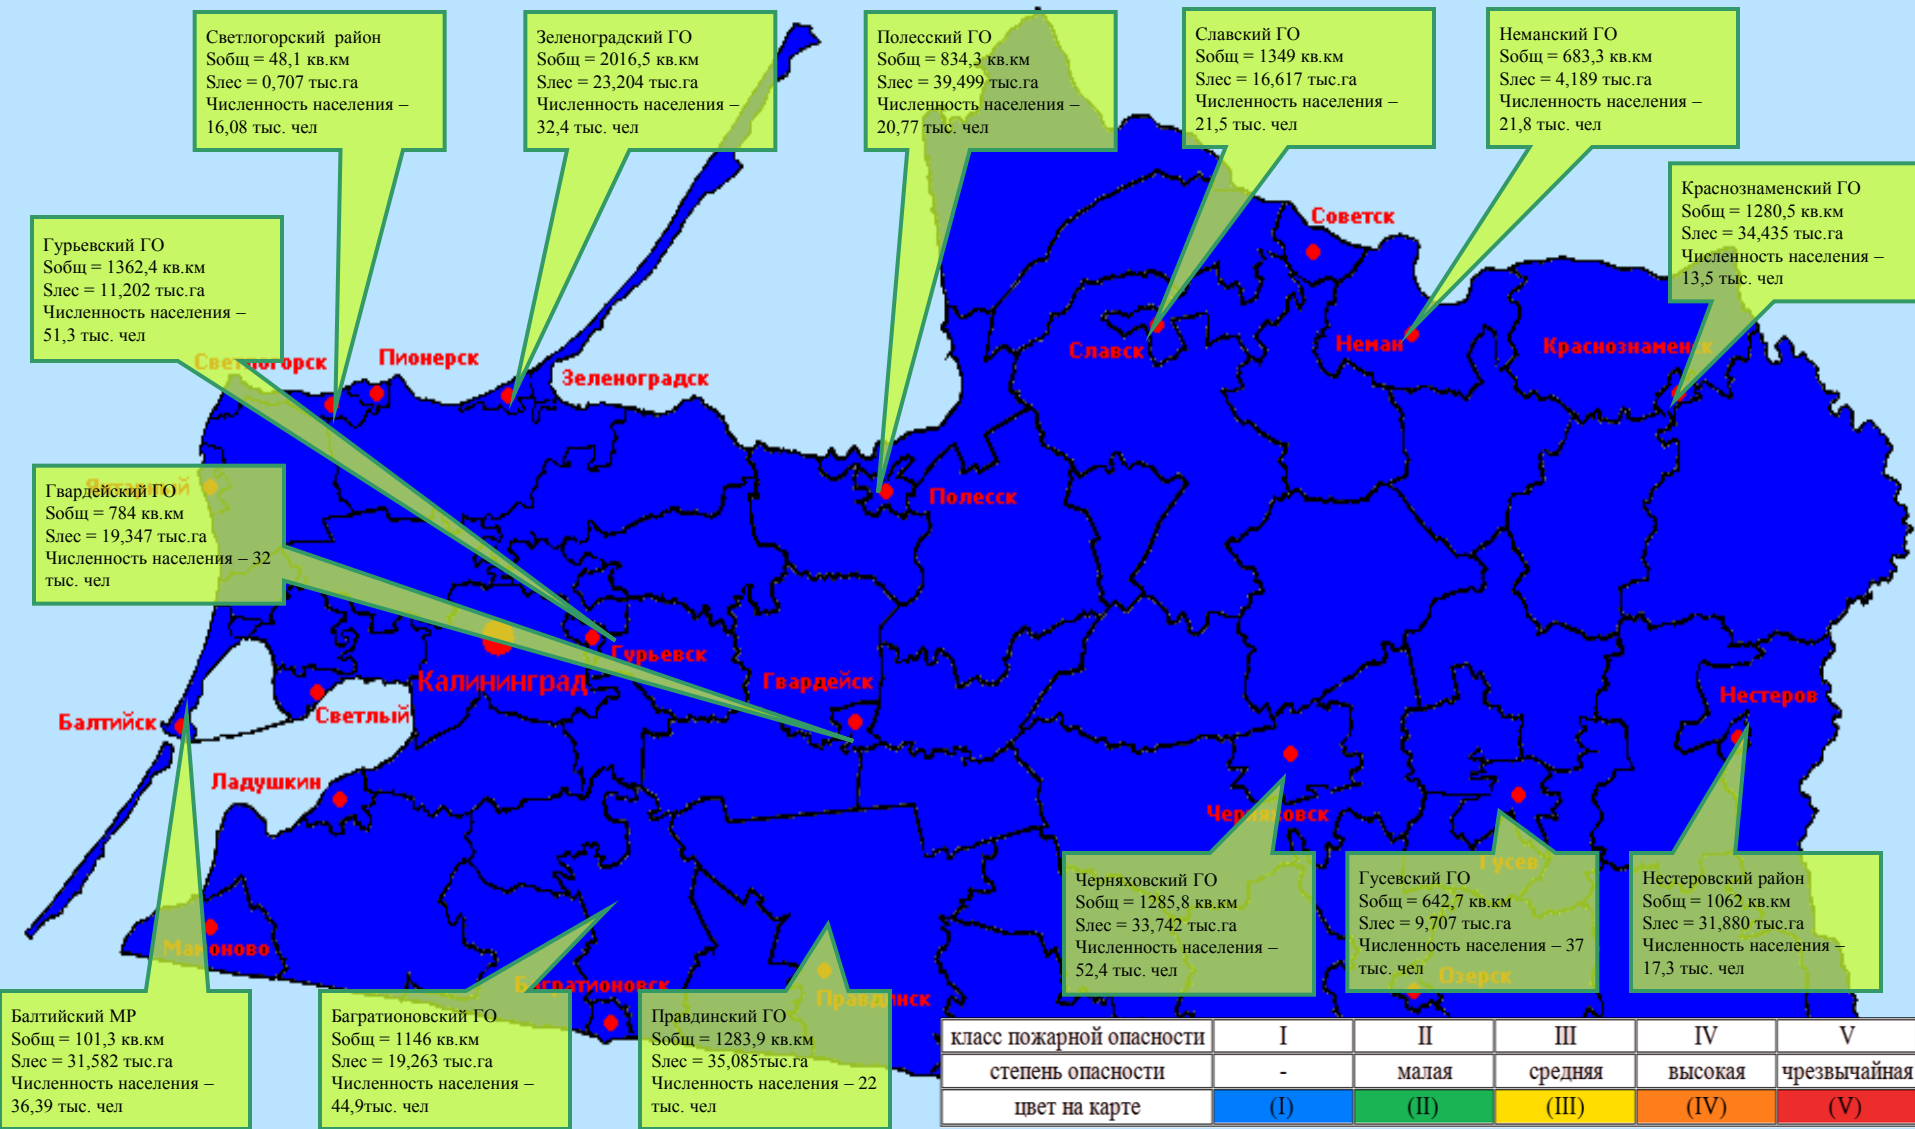 Светлогорский район
Sобщ = 48,1 кв.км
Sлес = 0,707 тыс.га
Численность населения –
16,08 тыс. чел
Зеленоградский ГО
Sобщ = 2016,5 кв.км
Sлес = 23,204 тыс.га
Численность населения –
32,4 тыс. чел
Полесский ГО
Sобщ = 834,3 кв.км
Sлес = 39,499 тыс.га
Численность населения –
20,77 тыс. чел
Славский ГО
Sобщ = 1349 кв.км
Sлес = 16,617 тыс.га
Численность населения –
21,5 тыс. чел
Неманский ГО
Sобщ = 683,3 кв.км
Sлес = 4,189 тыс.га
Численность населения –
21,8 тыс. чел
Краснознаменский ГО
Sобщ = 1280,5 кв.км
Sлес = 34,435 тыс.га
Численность населения –
13,5 тыс. чел
Гурьевский ГО
Sобщ = 1362,4 кв.км
Sлес = 11,202 тыс.га
Численность населения –
51,3 тыс. чел
Советск
Светлогорск
Пионерск
Зеленоградск
Славск
Неман
Краснознаменск
Гвардейский ГО
Sобщ = 784 кв.км
Sлес = 19,347 тыс.га
Численность населения – 32
тыс. чел
Полесск
Гурьевск
Калининград
Гвардейск
Нестеров
Балтийск
Светлый
Ладушкин
Черняховск
Гусев
Мамоново
Багратионовск
Правдинск
Озерск
Черняховский ГО
Sобщ = 1285,8 кв.км
Sлес = 33,742 тыс.га
Численность населения –
52,4 тыс. чел
Гусевский ГО
Sобщ = 642,7 кв.км
Sлес = 9,707 тыс.га
Численность населения – 37
тыс. чел
Нестеровский район
Sобщ = 1062 кв.км
Sлес = 31,880 тыс.га
Численность населения –
17,3 тыс. чел
Балтийский МР
Sобщ = 101,3 кв.км
Sлес = 31,582 тыс.га
Численность населения –
36,39 тыс. чел
Багратионовский ГО
Sобщ = 1146 кв.км
Sлес = 19,263 тыс.га
Численность населения –
44,9тыс. чел
Правдинский ГО
Sобщ = 1283,9 кв.км
Sлес = 35,085тыс.га
Численность населения – 22
тыс. чел
класс пожарной опасности I II III IV V
степень опасности - малая средняя высокая чрезвычайная
цвет на карте (I) (II) (III) (IV) (V)